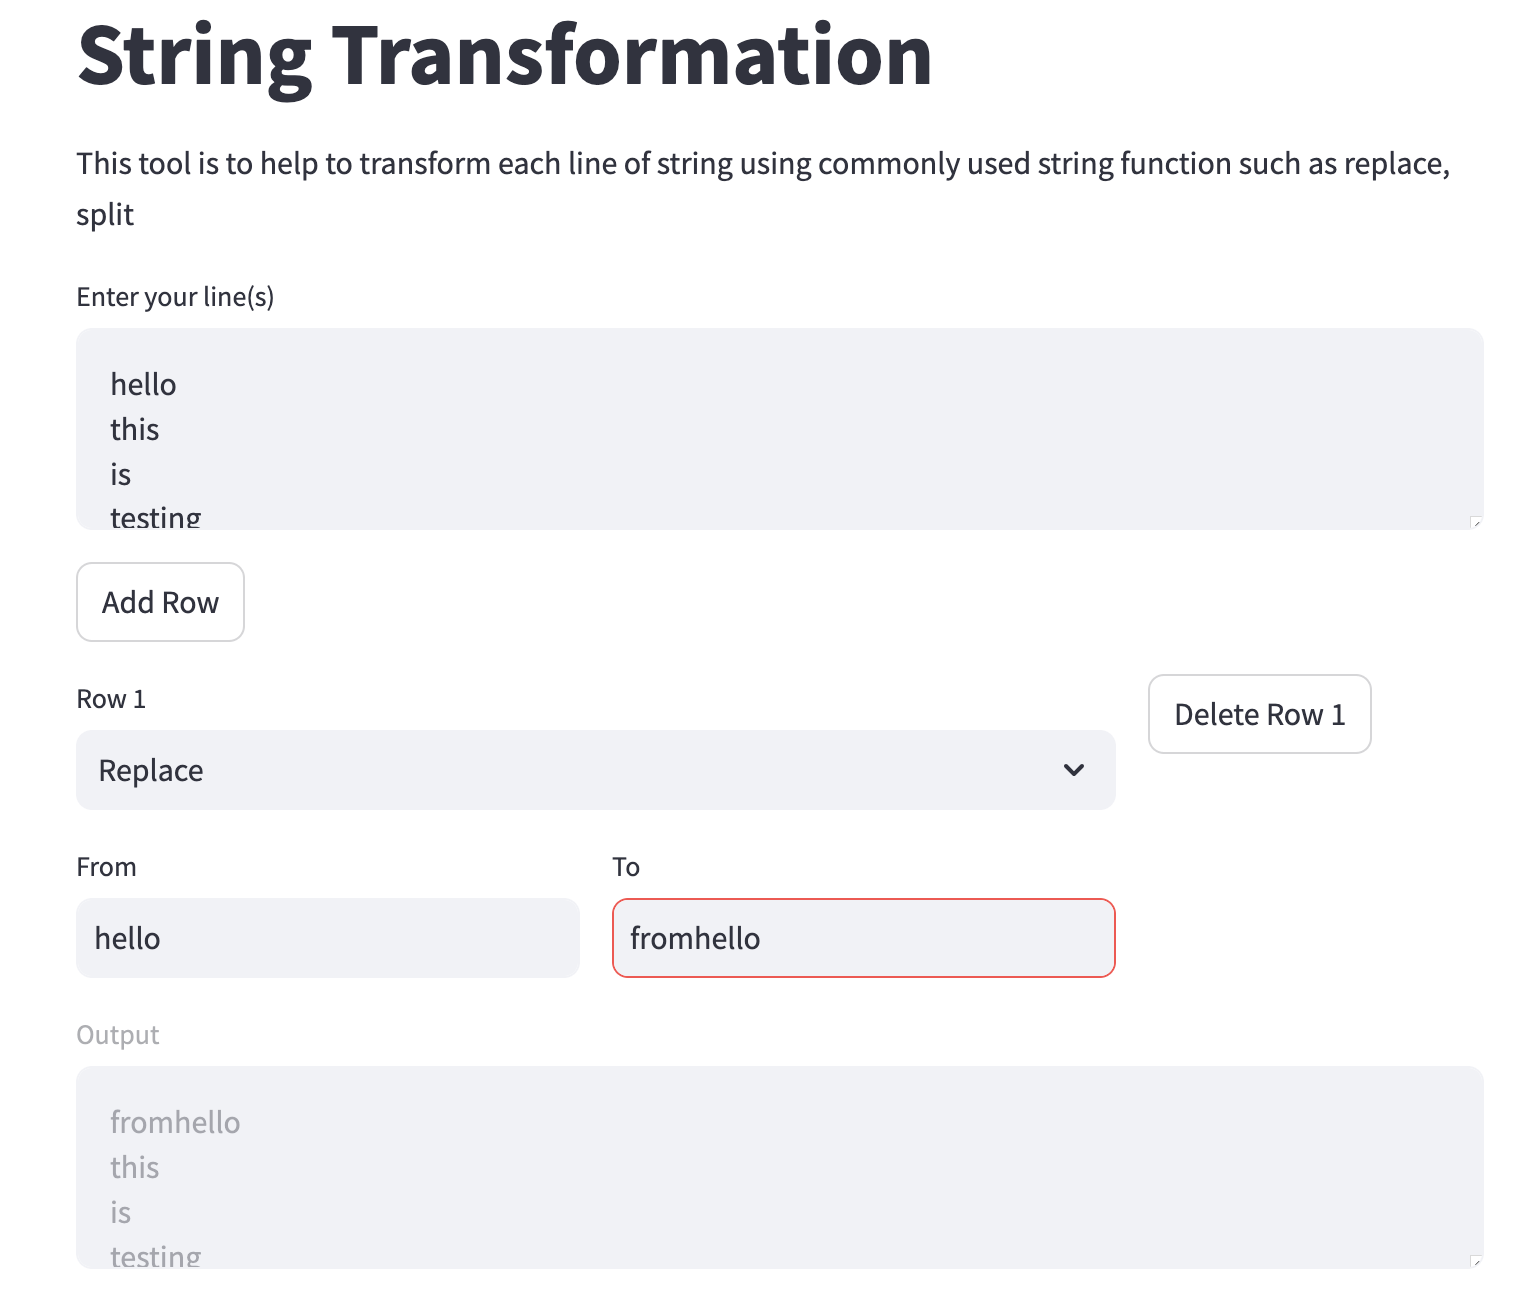 String Transformation
This tool is to help to transform each line of string using commonly used string function such as replace,
split
Enter your line(s)
hello
this
is
testing
Add Row
Row 1
Delete Row 1
Replace
From
To
hello
fromhello
Output
fromhello
this
is
testing